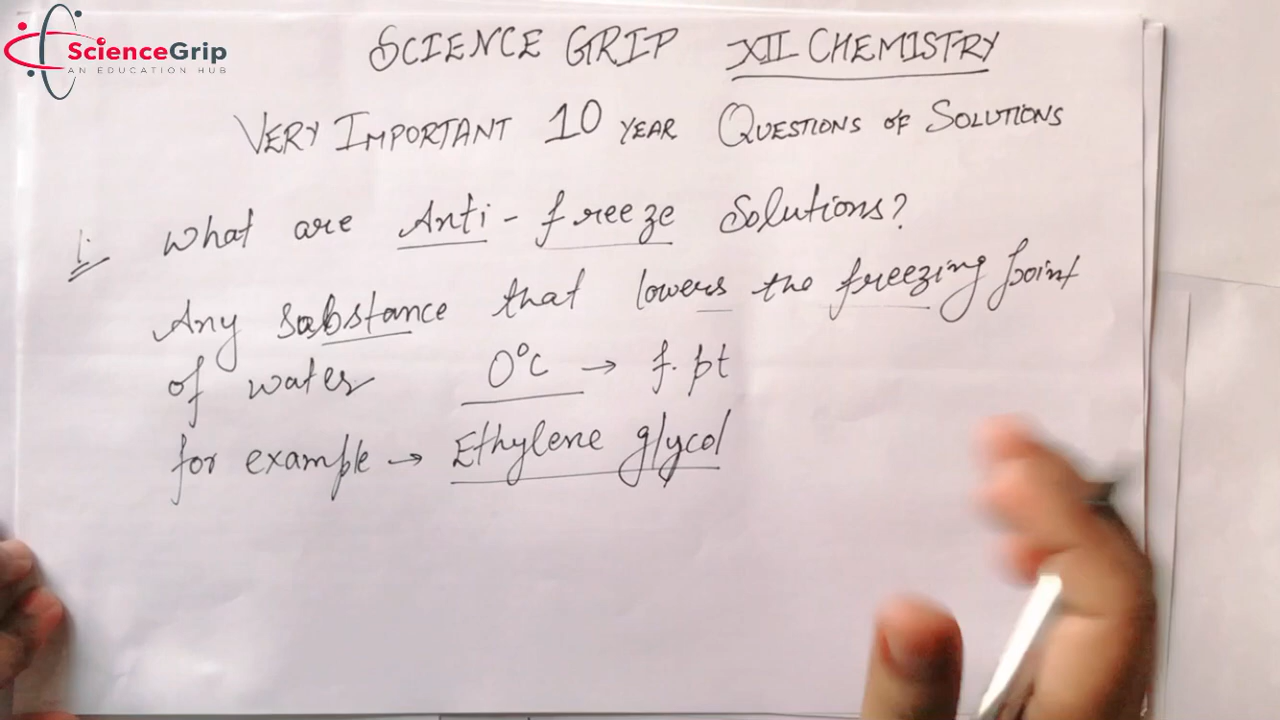 ScienceGrip
AN EDUCATION HUB
SCIENCE GRIP XII CHEMISTRY
VERY IMPORTANT 10 YEAR QUESTIONS OF SOLUTIONS
1. What are Anti-freeze Solutions?
Any substance that lowers the freezing point
of water 0°C → f.pt
for example → Ethylene glycol